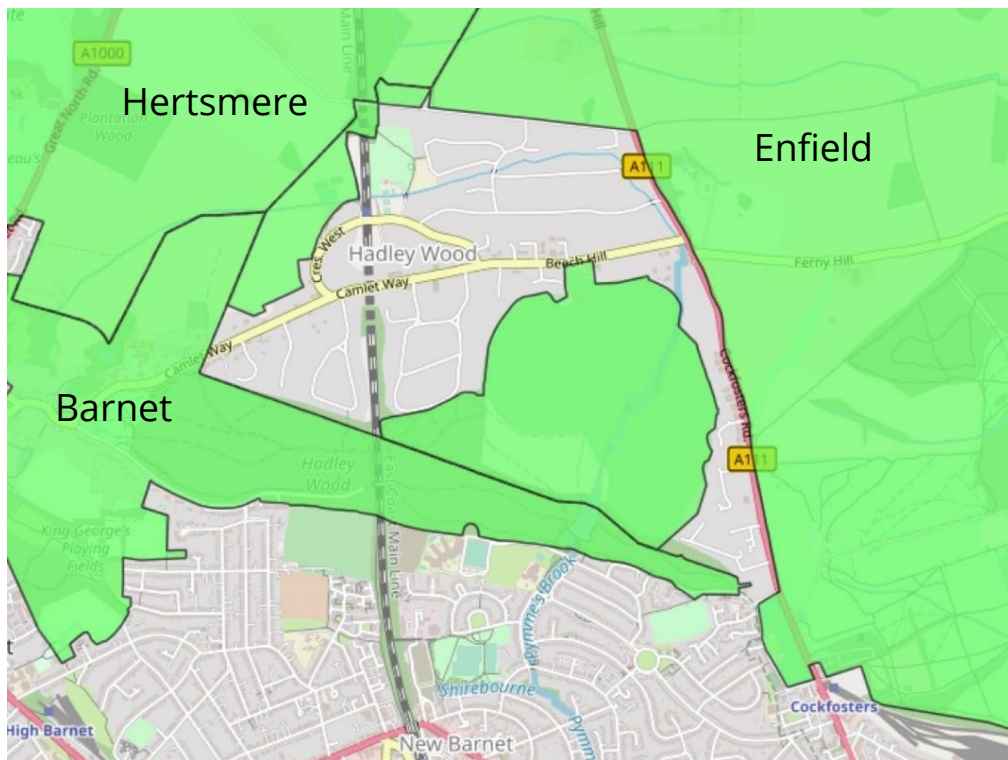 Main Line
Hill
A1000
Great North Rd.
Hertsmere
Plantation
Wood
Enfield
A111
Cres. West
Hadley Wood
Beech Hill
Ferny Hill
Camlet Way
Camlet Way
Cockfosters Rd.
Barnet
A111
Hadley
Wood
East Coast Main Line
King George's
Playing
Fields
Pymme's Brook
Shirebourne
High Barnet
New Barnet
Cockfosters